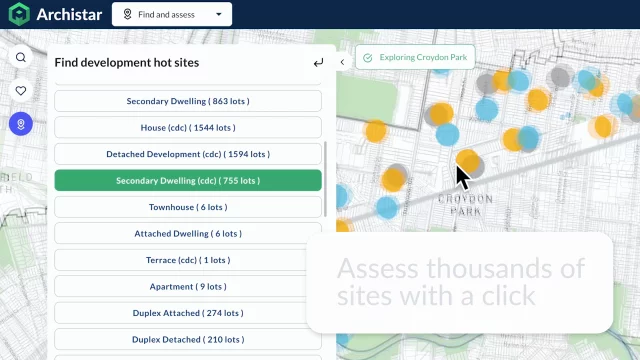 Archistar
Find and assess
Find development hot sites
Exploring Croydon Park
Secondary Dwelling ( 863 lots )
House (cdc) ( 1544 lots )
Detached Development (cdc) ( 1594 lots )
Secondary Dwelling (cdc) ( 755 lots )
Townhouse ( 6 lots )
Attached Dwelling ( 6 lots )
Terrace (cdc) ( 1 lots )
Apartment ( 9 lots )
Duplex Attached ( 274 lots )
Duplex Detached ( 210 lots )
CROYDON
PARK
Assess thousands of
sites with a click